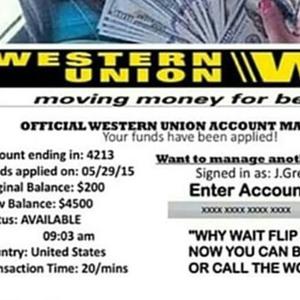 WESTERN
UNION W
moving money for be
OFFICIAL WESTERN UNION ACCOUNT MA
Your funds have been applied!
ount ending in: 4213
ds applied on: 05/29/15
ginal Balance: $200
w Balance: $4500
tus: AVAILABLE
09:03 am
untry: United States
nsaction Time: 20/mins
Want to manage anot
Signed in as: J.Gre
Enter Accoun
xxxx xxxx xxxx xxxx
"WHY WAIT FLIP
NOW YOU CAN B
OR CALL THE WO